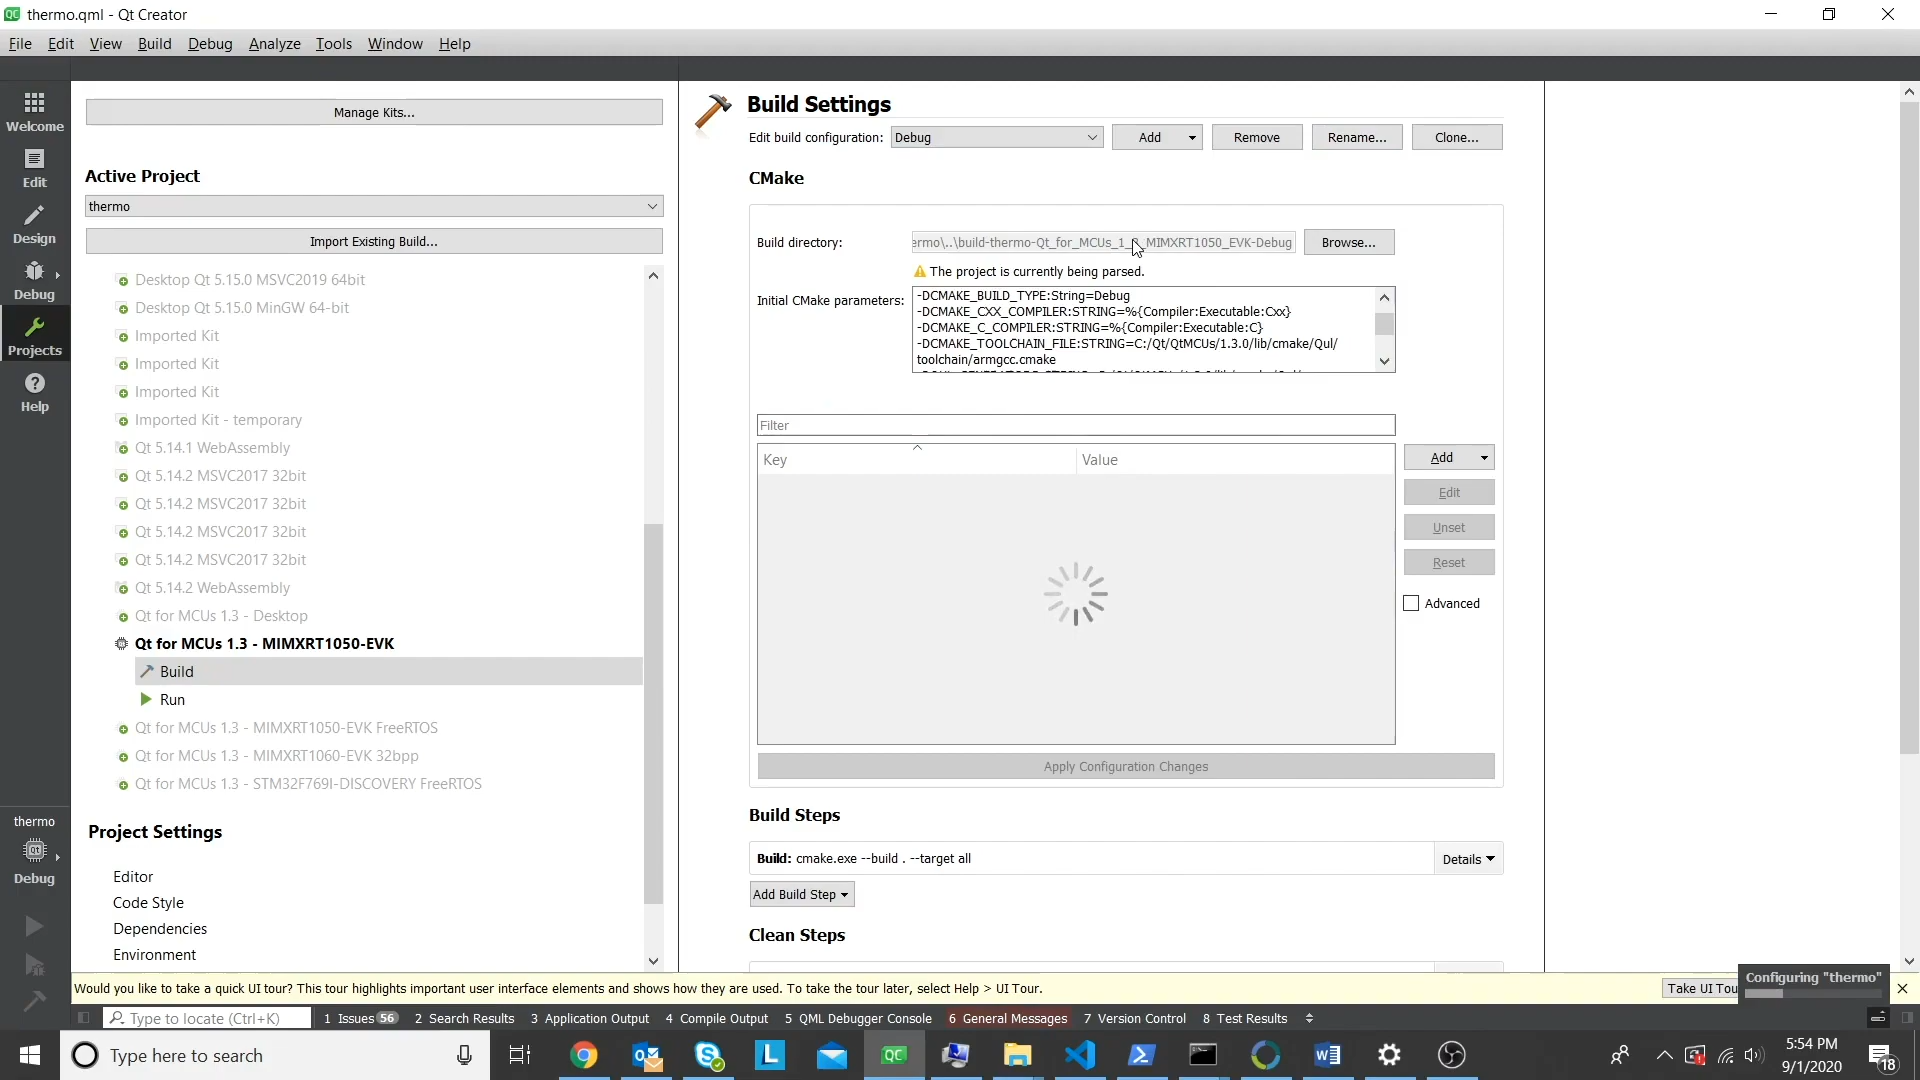 thermo.qml - Qt Creator
File Edit View Build Debug Analyze Tools Window Help
Welcome
Edit
Design
Debug
Projects
Help
thermo
Debug
Manage Kits...
Active Project
thermo
Import Existing Build...
Desktop Qt 5.15.0 MSVC2019 64bit
Desktop Qt 5.15.0 MinGW 64-bit
Imported Kit
Imported Kit
Imported Kit
Imported Kit - temporary
Qt 5.14.1 WebAssembly
Qt 5.14.2 MSVC2017 32bit
Qt 5.14.2 MSVC2017 32bit
Qt 5.14.2 MSVC2017 32bit
Qt 5.14.2 MSVC2017 32bit
Qt 5.14.2 WebAssembly
Qt for MCUs 1.3 - Desktop
Qt for MCUs 1.3 - MIMXRT1050-EVK
Build
Run
Qt for MCUs 1.3 - MIMXRT1050-EVK FreeRTOS
Qt for MCUs 1.3 - MIMXRT1060-EVK 32bpp
Qt for MCUs 1.3 - STM32F769I-DISCOVERY FreeRTOS
Project Settings
Editor
Code Style
Dependencies
Environment
Build Settings
Edit build configuration: Debug Add Remove Rename... Clone...
CMake
Build directory: ermo\..\build-thermo-Qt_for_MCUs_1_3_MIMXRT1050_EVK-Debug Browse...
The project is currently being parsed.
Initial CMake parameters:
-DCMAKE_BUILD_TYPE:String=Debug
-DCMAKE_CXX_COMPILER:STRING=%{Compiler:Executable:Cxx}
-DCMAKE_C_COMPILER:STRING=%{Compiler:Executable:C}
-DCMAKE_TOOLCHAIN_FILE:STRING=C:/Qt/QtMCUs/1.3.0/lib/cmake/Qul/
toolchain/armgcc.cmake
Filter
Key Value
Add
Edit
Unset
Reset
Advanced
Apply Configuration Changes
Build Steps
Build: cmake.exe --build . --target all Details
Add Build Step
Clean Steps
Would you like to take a quick UI tour? This tour highlights important user interface elements and shows how they are used. To take the tour later, select Help > UI Tour.
Take UI Tou
Configuring "thermo"
Type to locate (Ctrl+K) 1 Issues 56 2 Search Results 3 Application Output 4 Compile Output 5 QML Debugger Console 6 General Messages 7 Version Control 8 Test Results
Type here to search
5:54 PM
9/1/2020
18